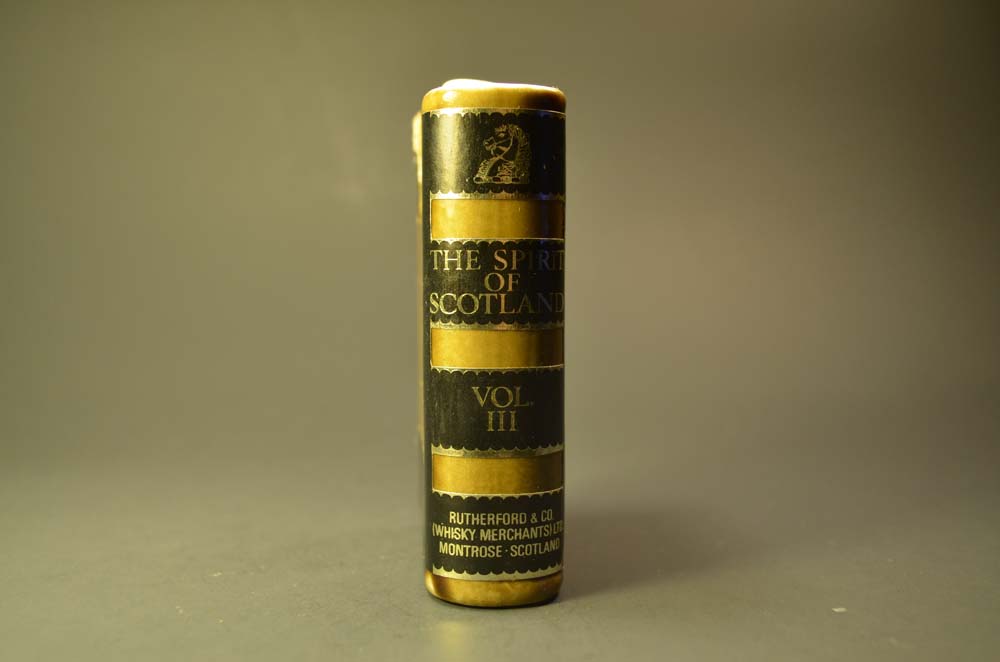 THE SPIRIT
OF
SCOTLAND
VOL.
III
RUTHERFORD & CO.
(WHISKY MERCHANTS) LTD.
MONTROSE · SCOTLAND